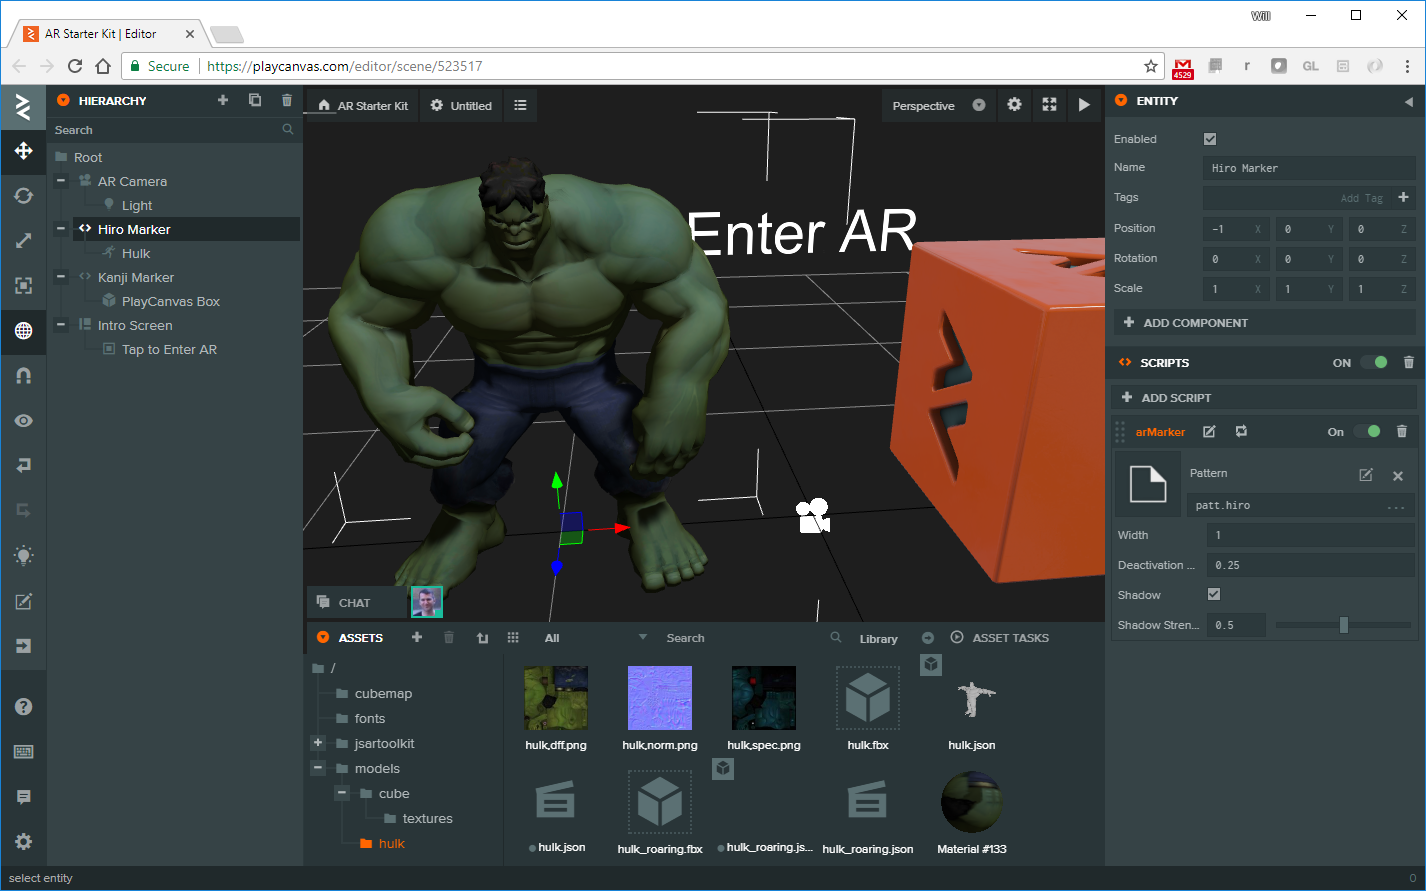 Will
AR Starter Kit | Editor
Secure
https://playcanvas.com/editor/scene/523517
4529
r
GL
HIERARCHY
Search
Root
AR Camera
Light
Hiro Marker
Hulk
Kanji Marker
PlayCanvas Box
Intro Screen
Tap to Enter AR
AR Starter Kit
Untitled
Perspective
Enter AR
CHAT
ASSETS
All
Search
Library
ASSET TASKS
/
cubemap
fonts
jsartoolkit
models
cube
textures
hulk
hulk_dff.png
hulk_norm.png
hulk_spec.png
hulk.fbx
hulk.json
hulk.json
hulk_roaring.fbx
hulk_roaring.js...
hulk_roaring.json
Material #133
ENTITY
Enabled
Name Hiro Marker
Tags Add Tag
Position -1 X 0 Y 0 Z
Rotation 0 X 0 Y 0 Z
Scale 1 X 1 Y 1 Z
ADD COMPONENT
SCRIPTS ON
ADD SCRIPT
arMarker On
Pattern
patt.hiro ...
Width 1
Deactivation ... 0.25
Shadow
Shadow Stren... 0.5
select entity
0